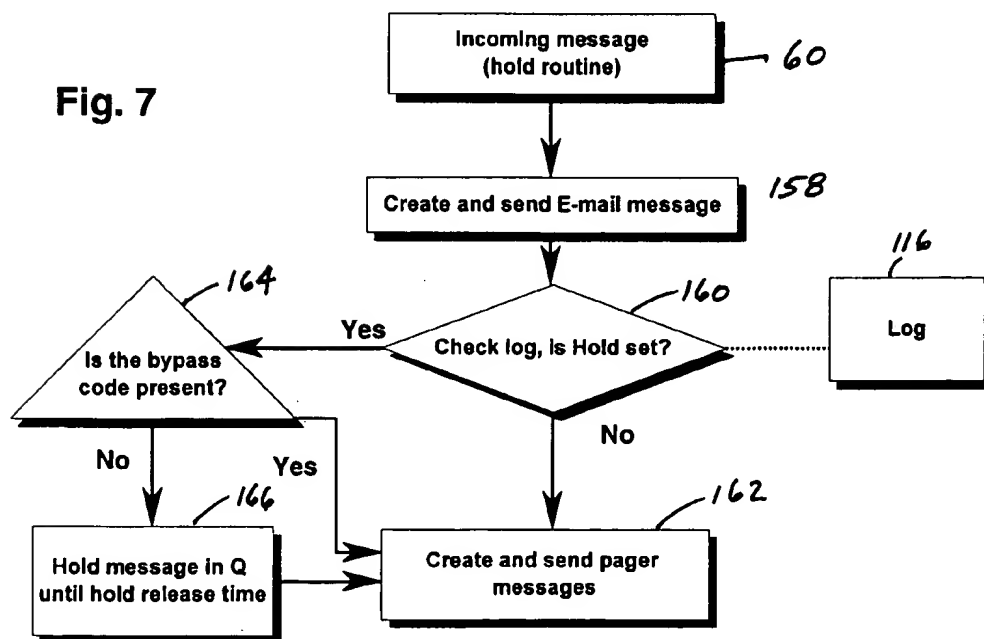 Fig. 7
Incoming message
(hold routine)
60
Create and send E-mail message
158
116
Log
164
160
Yes
Check log, is Hold set?
Is the bypass
code present?
No
No
Yes
166
162
Hold message in Q
until hold release time
Create and send pager
messages